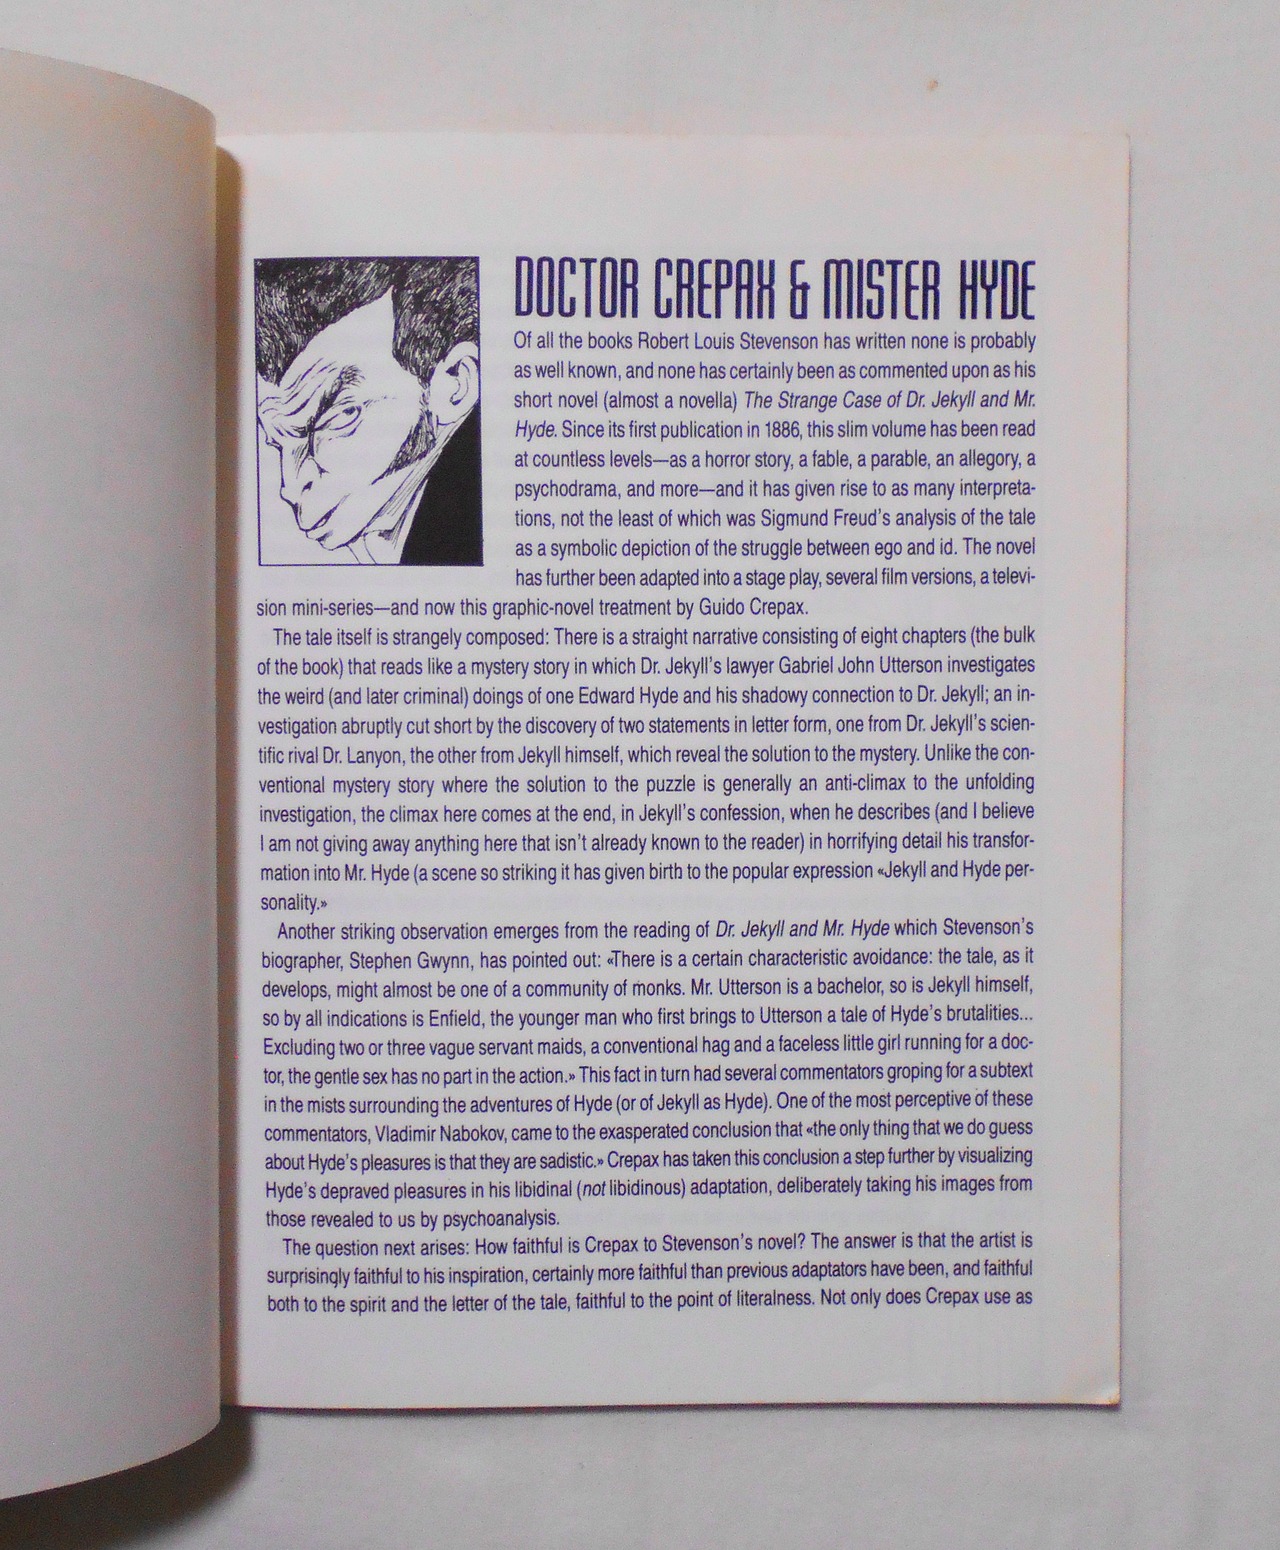 DOCTOR CREPAX & MISTER HYDE
Of all the books Robert Louis Stevenson has written none is probably
as well known, and none has certainly been as commented upon as his
short novel (almost a novella) The Strange Case of Dr. Jekyll and Mr.
Hyde. Since its first publication in 1886, this slim volume has been read
at countless levels—as a horror story, a fable, a parable, an allegory, a
psychodrama, and more—and it has given rise to as many interpreta-
tions, not the least of which was Sigmund Freud's analysis of the tale
as a symbolic depiction of the struggle between ego and id. The novel
has further been adapted into a stage play, several film versions, a televi-
sion mini-series—and now this graphic-novel treatment by Guido Crepax.
The tale itself is strangely composed: There is a straight narrative consisting of eight chapters (the bulk
of the book) that reads like a mystery story in which Dr. Jekyll's lawyer Gabriel John Utterson investigates
the weird (and later criminal) doings of one Edward Hyde and his shadowy connection to Dr. Jekyll; an in-
vestigation abruptly cut short by the discovery of two statements in letter form, one from Dr. Jekyll's scien-
tific rival Dr. Lanyon, the other from Jekyll himself, which reveal the solution to the mystery. Unlike the con-
ventional mystery story where the solution to the puzzle is generally an anti-climax to the unfolding
investigation, the climax here comes at the end, in Jekyll's confession, when he describes (and I believe
I am not giving away anything here that isn't already known to the reader) in horrifying detail his transfor-
mation into Mr. Hyde (a scene so striking it has given birth to the popular expression «Jekyll and Hyde per-
sonality.»
Another striking observation emerges from the reading of Dr. Jekyll and Mr. Hyde which Stevenson's
biographer, Stephen Gwynn, has pointed out: «There is a certain characteristic avoidance: the tale, as it
develops, might almost be one of a community of monks. Mr. Utterson is a bachelor, so is Jekyll himself,
so by all indications is Enfield, the younger man who first brings to Utterson a tale of Hyde's brutalities...
Excluding two or three vague servant maids, a conventional hag and a faceless little girl running for a doc-
tor, the gentle sex has no part in the action.» This fact in turn had several commentators groping for a subtext
in the mists surrounding the adventures of Hyde (or of Jekyll as Hyde). One of the most perceptive of these
commentators, Vladimir Nabokov, came to the exasperated conclusion that «the only thing that we do guess
about Hyde's pleasures is that they are sadistic.» Crepax has taken this conclusion a step further by visualizing
Hyde's depraved pleasures in his libidinal (not libidinous) adaptation, deliberately taking his images from
those revealed to us by psychoanalysis.
The question next arises: How faithful is Crepax to Stevenson's novel? The answer is that the artist is
surprisingly faithful to his inspiration, certainly more faithful than previous adaptators have been, and faithful
both to the spirit and the letter of the tale, faithful to the point of literalness. Not only does Crepax use as